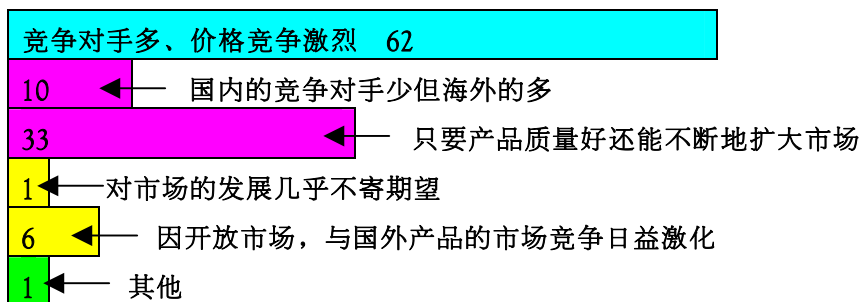 竞争对手多、价格竞争激烈 62
10 国内的竞争对手少但海外的多
33 只要产品质量好还能不断地扩大市场
1 对市场的发展几乎不寄期望
6 因开放市场，与国外产品的市场竞争日益激化
1 其他